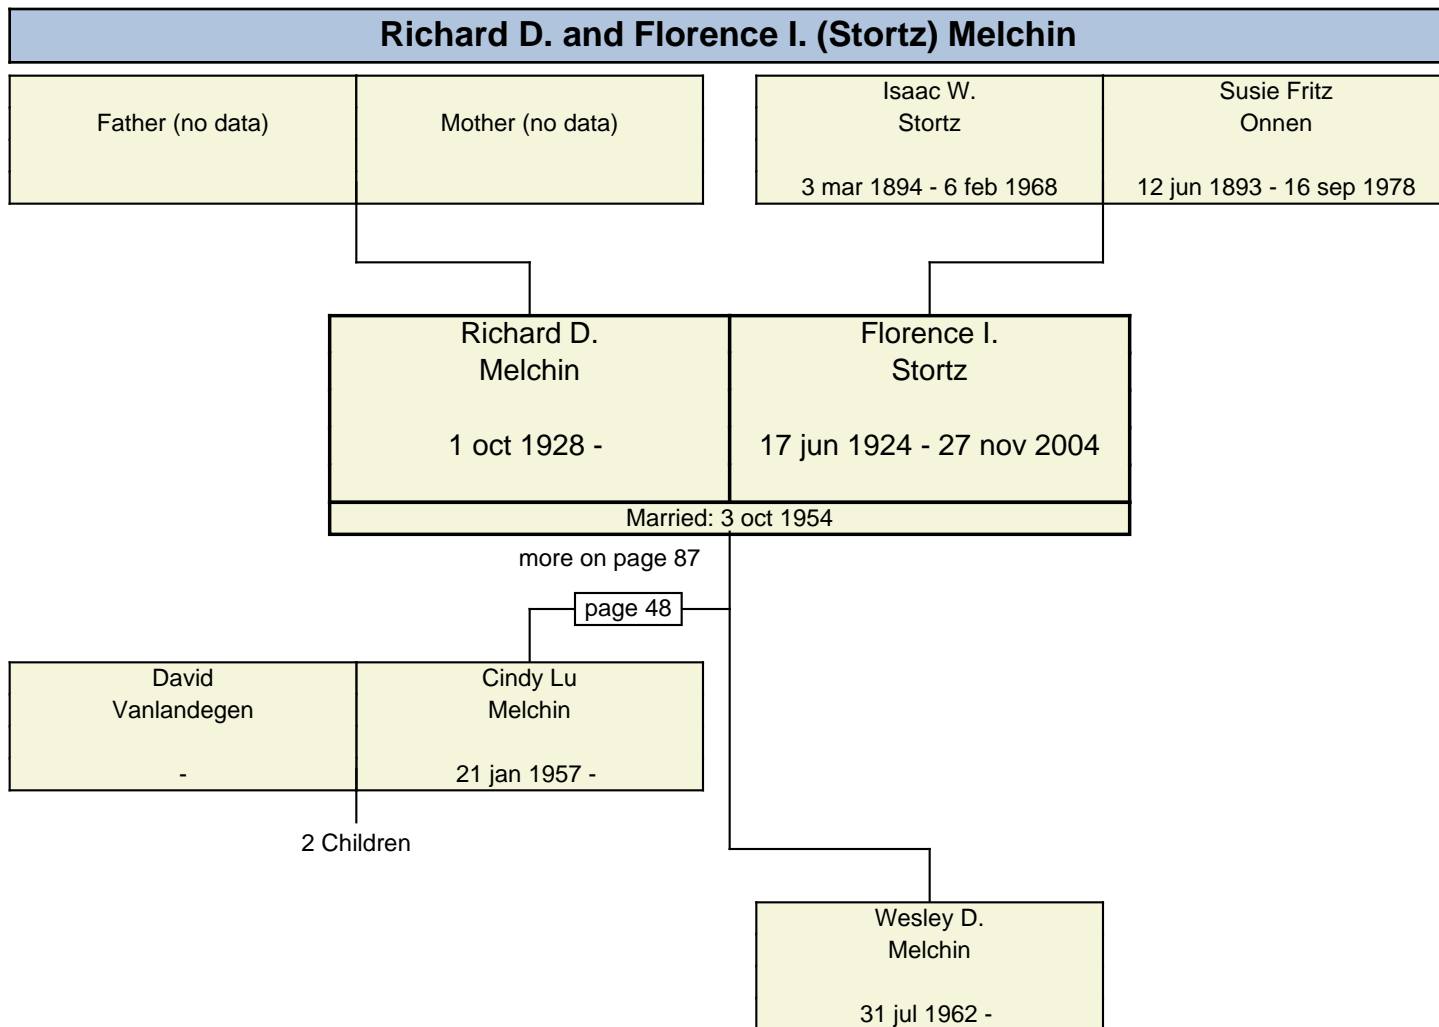 Richard D. and Florence I. (Stortz) Melchin
Father (no data)
Mother (no data)
Isaac W.
Stortz
3 mar 1894 - 6 feb 1968
Susie Fritz
Onnen
12 jun 1893 - 16 sep 1978
Richard D.
Melchin
1 oct 1928 -
Florence I.
Stortz
17 jun 1924 - 27 nov 2004
Married: 3 oct 1954
more on page 87
page 48
David
Vanlandegen
-
Cindy Lu
Melchin
21 jan 1957 -
2 Children
Wesley D.
Melchin
31 jul 1962 -